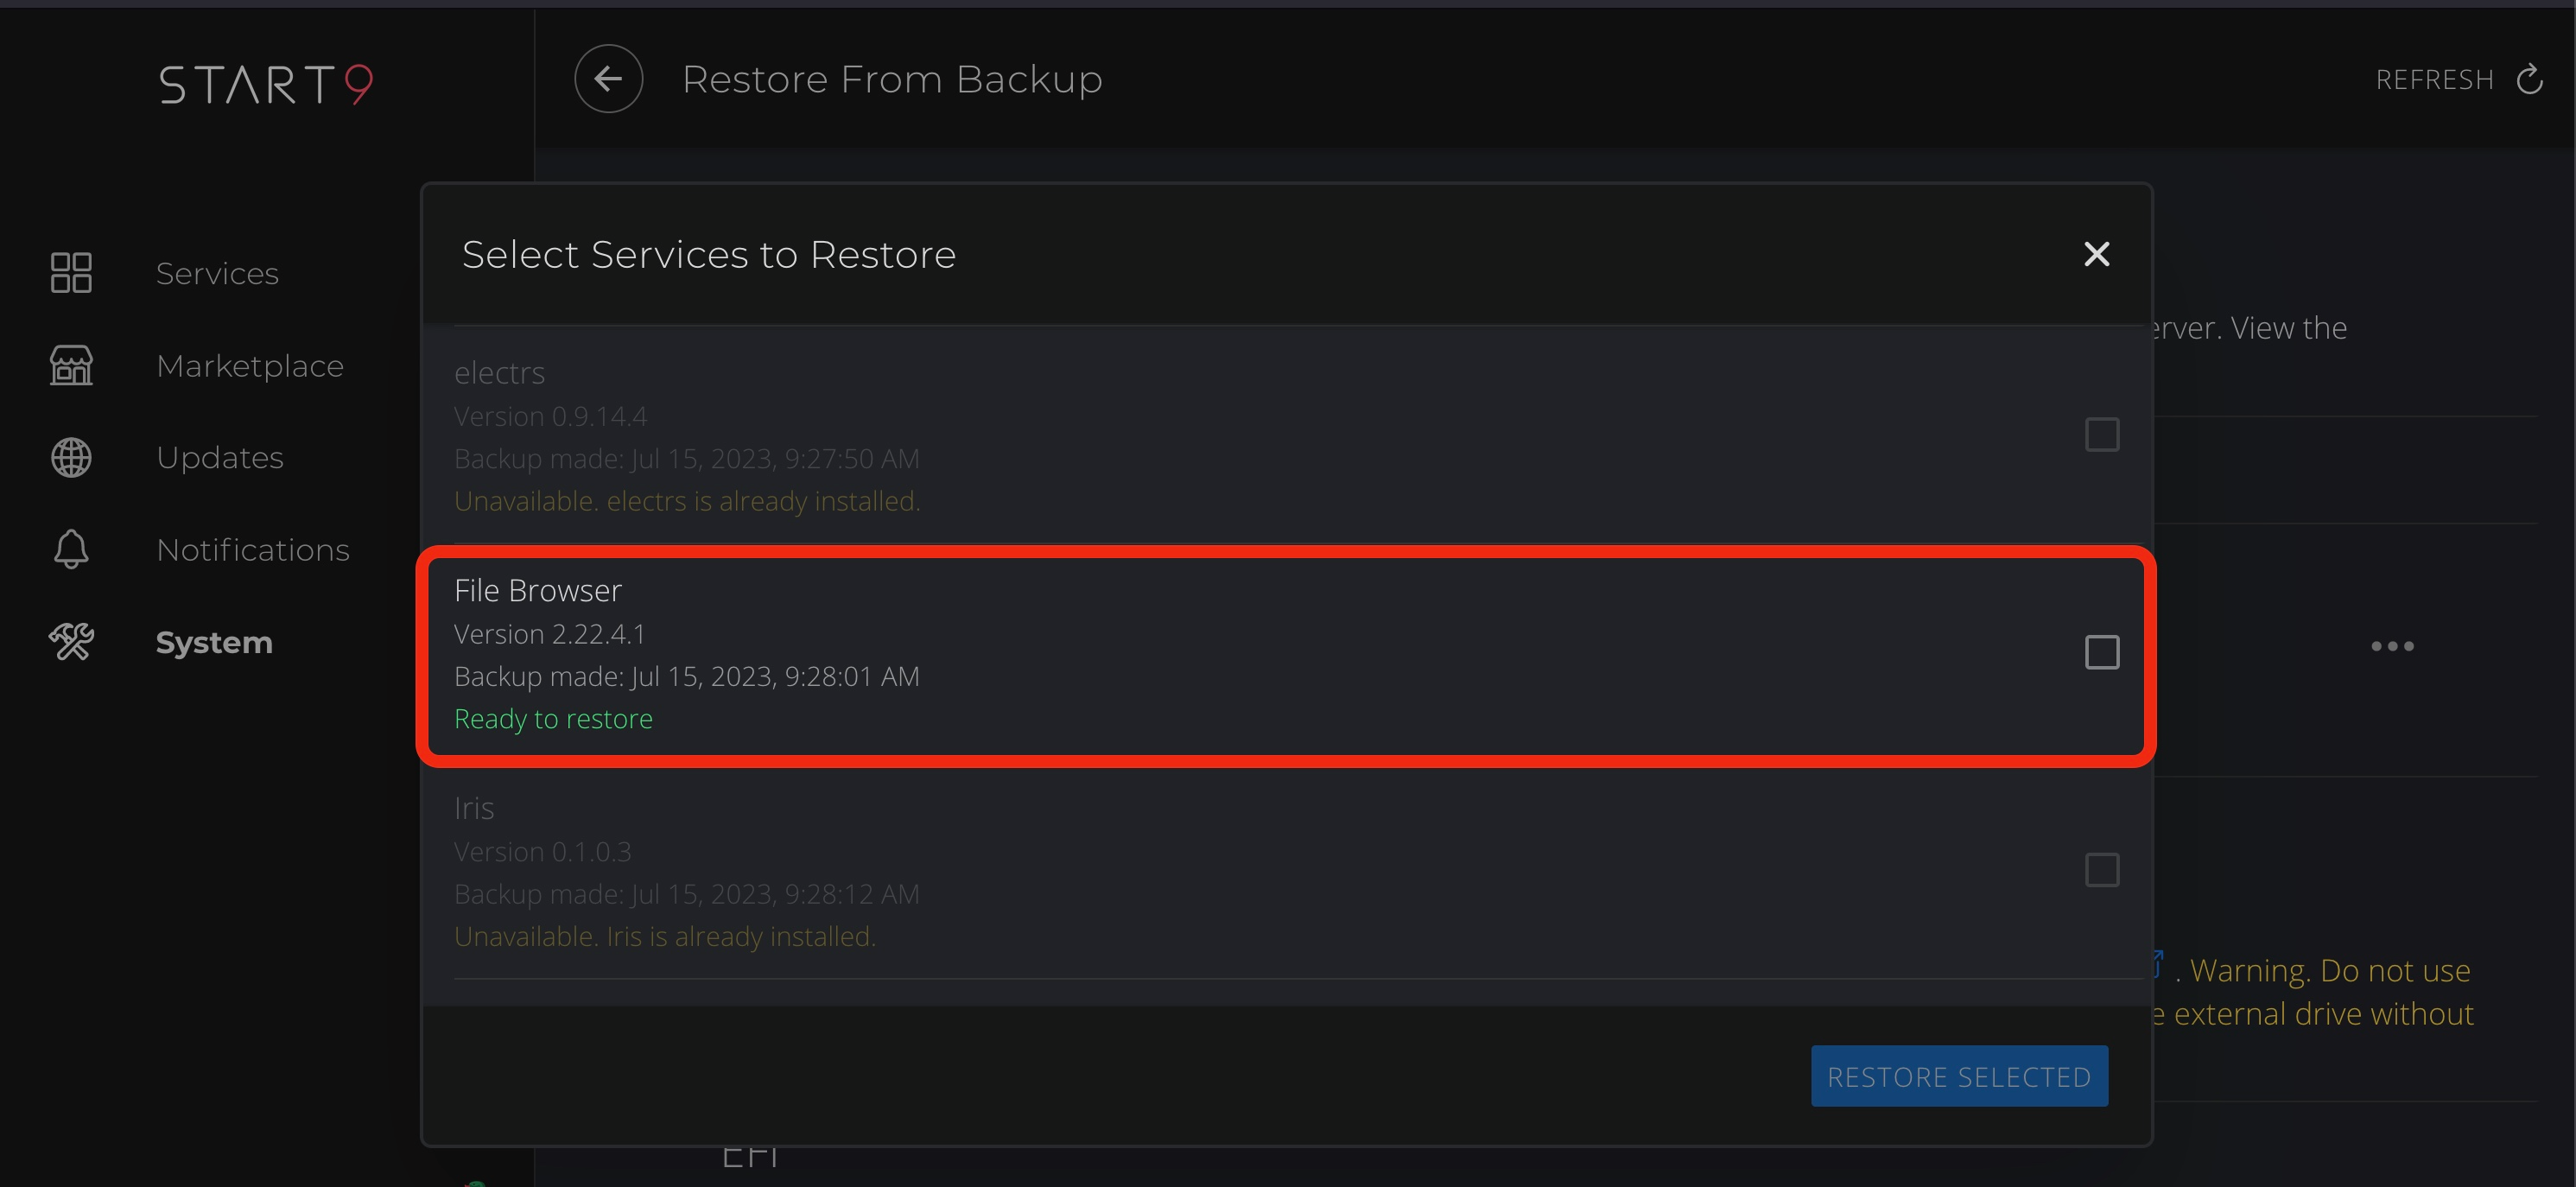 START9
Restore From Backup
REFRESH
Services
Marketplace
Updates
Notifications
System
Select Services to Restore
electrs
Version 0.9.14.4
Backup made: Jul 15, 2023, 9:27:50 AM
Unavailable. electrs is already installed.
File Browser
Version 2.22.4.1
Backup made: Jul 15, 2023, 9:28:01 AM
Ready to restore
Iris
Version 0.1.0.3
Backup made: Jul 15, 2023, 9:28:12 AM
Unavailable. Iris is already installed.
RESTORE SELECTED
erver. View the
. Warning. Do not use
e external drive without
EFI